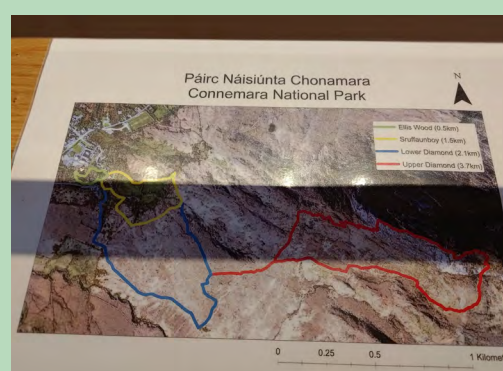 Páirc Náisiúnta Chonamara
Connemara National Park
N
Ellis Wood (0.5km)
Sruffaunboy (1.5km)
Lower Diamond (2.1km)
Upper Diamond (3.7km)
0 0.25 0.5 1 Kilomet